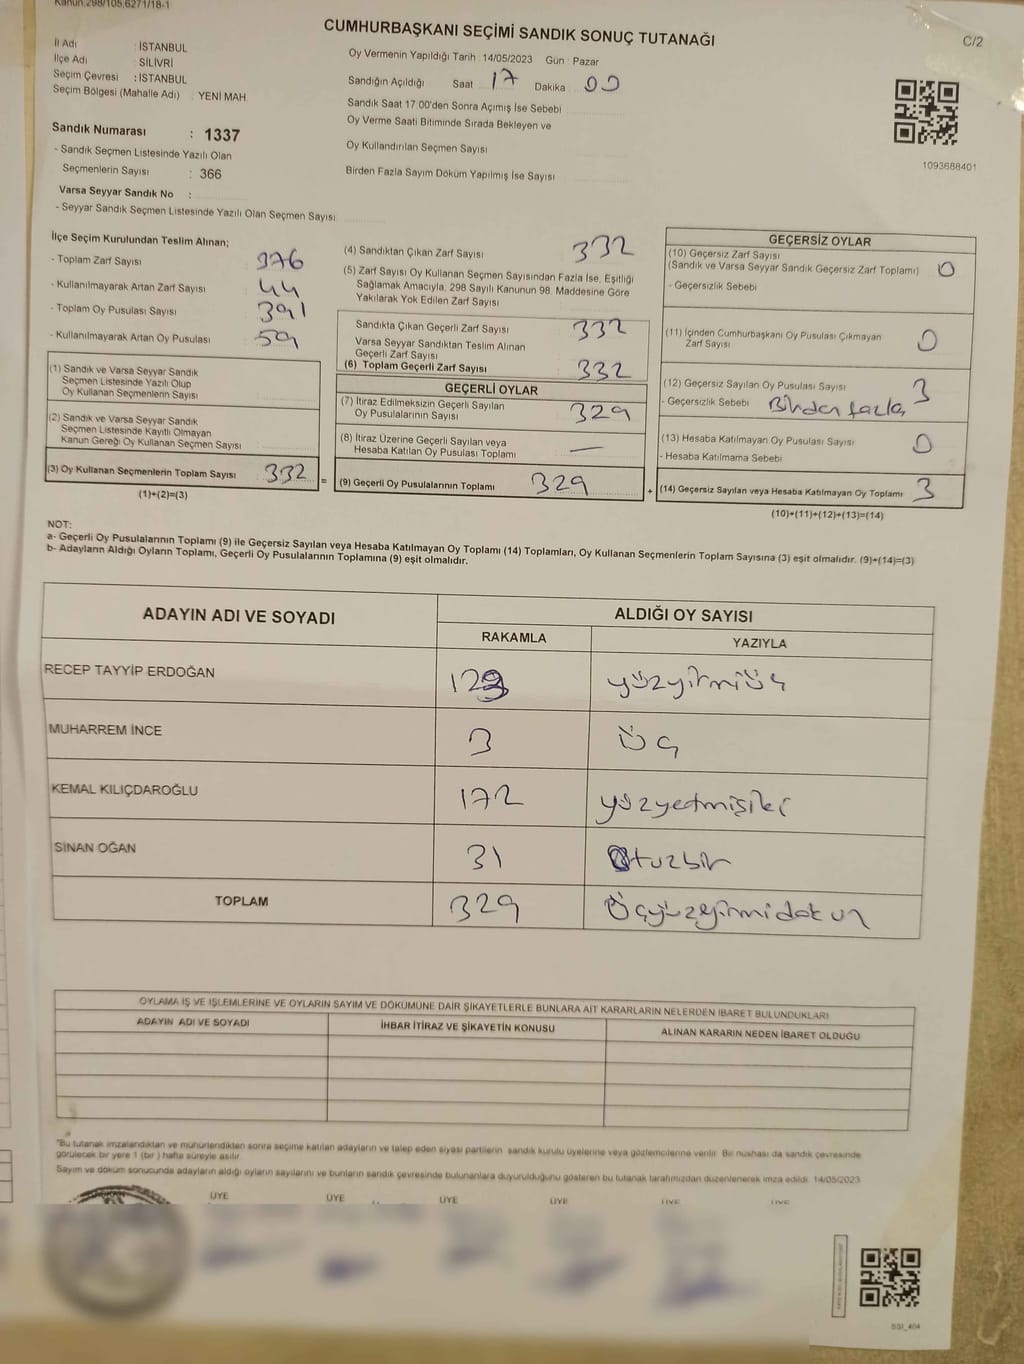 Kanun:298/105,6271/18-1
CUMHURBAŞKANI SEÇİMİ SANDIK SONUÇ TUTANAĞI
C/2
İl Adı : İSTANBUL
İlçe Adı SİLİVRİ
Seçim Çevresi : İSTANBUL
Seçim Bölgesi (Mahalle Adı) : YENİ MAH.
Oy Vermenin Yapıldığı Tarih : 14/05/2023 Gün : Pazar
Sandığın Açıldığı Saat 17 Dakika 00
Sandık Saat 17:00'den Sonra Açımış İse Sebebi
Oy Verme Saati Bitiminde Sırada Bekleyen ve
Oy Kullandırılan Seçmen Sayısı
Birden Fazla Sayım Döküm Yapılmış İse Sayısı
1093688401
Sandık Numarası : 1337
- Sandık Seçmen Listesinde Yazılı Olan
Seçmenlerin Sayısı : 366
Varsa Seyyar Sandık No :
- Seyyar Sandık Seçmen Listesinde Yazılı Olan Seçmen Sayısı
İlçe Seçim Kurulundan Teslim Alınan;
- Toplam Zarf Sayısı 376
- Kullanılmayarak Artan Zarf Sayısı 44
- Toplam Oy Pusulası Sayısı 391
- Kullanılmayarak Artan Oy Pusulası 59
(1) Sandık ve Varsa Seyyar Sandık
Seçmen Listesinde Yazılı Olup
Oy Kullanan Seçmenlerin Sayısı
(2) Sandık ve Varsa Seyyar Sandık
Seçmen Listesinde Kayıtlı Olmayan
Kanun Gereği Oy Kullanan Seçmen Sayısı
(3) Oy Kullanan Seçmenlerin Toplam Sayısı 332 =
(1)+(2)=(3)
(4) Sandıktan Çıkan Zarf Sayısı 332
(5) Zarf Sayısı Oy Kullanan Seçmen Sayısından Fazla İse, Eşitliği
Sağlamak Amacıyla, 298 Sayılı Kanunun 98. Maddesine Göre
Yakılarak Yok Edilen Zarf Sayısı
Sandıkta Çıkan Geçerli Zarf Sayısı 332
Varsa Seyyar Sandıktan Teslim Alınan
Geçerli Zarf Sayısı
(6) Toplam Geçerli Zarf Sayısı 332
GEÇERLİ OYLAR
(7) İtiraz Edilmeksizin Geçerli Sayılan
Oy Pusulalarının Sayısı 329
(8) İtiraz Üzerine Geçerli Sayılan veya
Hesaba Katılan Oy Pusulası Toplamı —
(9) Geçerli Oy Pusulalarının Toplamı 329 +
GEÇERSİZ OYLAR
(10) Geçersiz Zarf Sayısı
(Sandık ve Varsa Seyyar Sandık Geçersiz Zarf Toplamı) 0
- Geçersizlik Sebebi
(11) İçinden Cumhurbaşkanı Oy Pusulası Çıkmayan
Zarf Sayısı 0
(12) Geçersiz Sayılan Oy Pusulası Sayısı 3
- Geçersizlik Sebebi Birden fazla
(13) Hesaba Katılmayan Oy Pusulası Sayısı 0
- Hesaba Katılmama Sebebi
(14) Geçersiz Sayılan veya Hesaba Katılmayan Oy Toplamı 3
(10)+(11)+(12)+(13)=(14)
NOT:
a- Geçerli Oy Pusulalarının Toplamı (9) ile Geçersiz Sayılan veya Hesaba Katılmayan Oy Toplamı (14) Toplamları, Oy Kullanan Seçmenlerin Toplam Sayısına (3) eşit olmalıdır. (9)+(14)=(3)
b- Adayların Aldığı Oyların Toplamı, Geçerli Oy Pusulalarının Toplamına (9) eşit olmalıdır.
ADAYIN ADI VE SOYADI ALDIĞI OY SAYISI
RAKAMLA YAZIYLA
RECEP TAYYİP ERDOĞAN 123 yüzyirmiüç
MUHARREM İNCE 3 üç
KEMAL KILIÇDAROĞLU 172 yüzyetmişiki
SİNAN OĞAN 31 Otuzbir
TOPLAM 329 Üçyüzyirmidokuz
OYLAMA İŞ VE İŞLEMLERİNE VE OYLARIN SAYIM VE DÖKÜMÜNE DAİR ŞİKAYETLERLE BUNLARA AİT KARARLARIN NELERDEN İBARET BULUNDUKLARI
ADAYIN ADI VE SOYADI İHBAR İTİRAZ VE ŞİKAYETİN KONUSU ALINAN KARARIN NEDEN İBARET OLDUĞU
"Bu tutanak imzalandıktan ve mühürlendikten sonra seçime katılan adayların ve talep eden siyasi partilerin sandık kurulu üyelerine veya gözlemcilerine verilir. Bir nüshası da sandık çevresinde
görülecek bir yere 1 (bir) hafta süreyle asılır.
Sayım ve döküm sonucunda adayların aldığı oyların sayılarını ve bunların sandık çevresinde bulunanlara duyurulduğunu gösteren bu tutanak tarafımızdan düzenlenerek imza edildi. 14/05/2023
ÜYE ÜYE ÜYE ÜYE ÜYE ÜYE
SSI_404